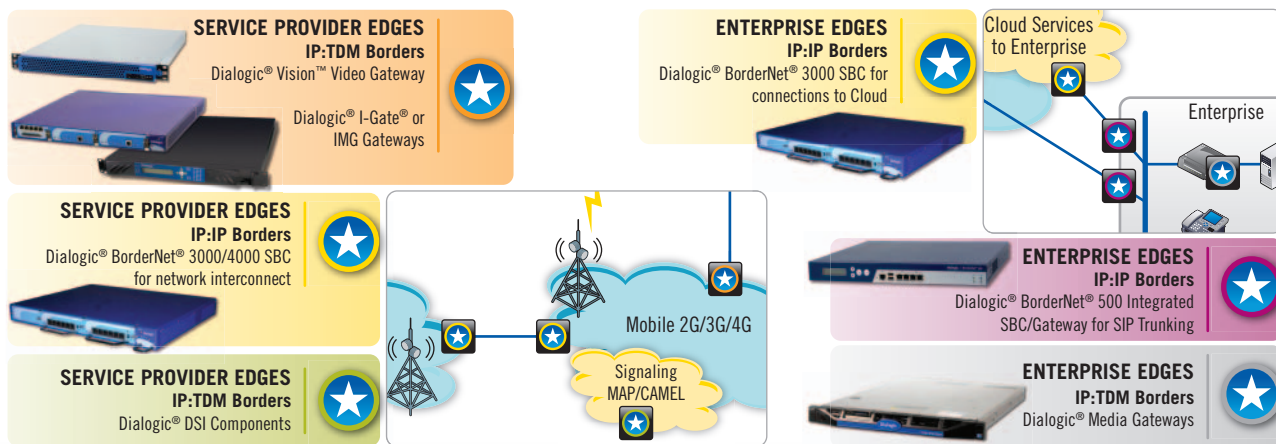 SERVICE PROVIDER EDGES
IP:TDM Borders
Dialogic® Vision™ Video Gateway
Dialogic® I-Gate® or
IMG Gateways
SERVICE PROVIDER EDGES
IP:IP Borders
Dialogic® BorderNet® 3000/4000 SBC
for network interconnect
SERVICE PROVIDER EDGES
IP:TDM Borders
Dialogic® DSI Components
Mobile 2G/3G/4G
Signaling
MAP/CAMEL
ENTERPRISE EDGES
IP:IP Borders
Dialogic® BorderNet® 3000 SBC for
connections to Cloud
Cloud Services
to Enterprise
Enterprise
ENTERPRISE EDGES
IP:IP Borders
Dialogic® BorderNet® 500 Integrated
SBC/Gateway for SIP Trunking
ENTERPRISE EDGES
IP:TDM Borders
Dialogic® Media Gateways